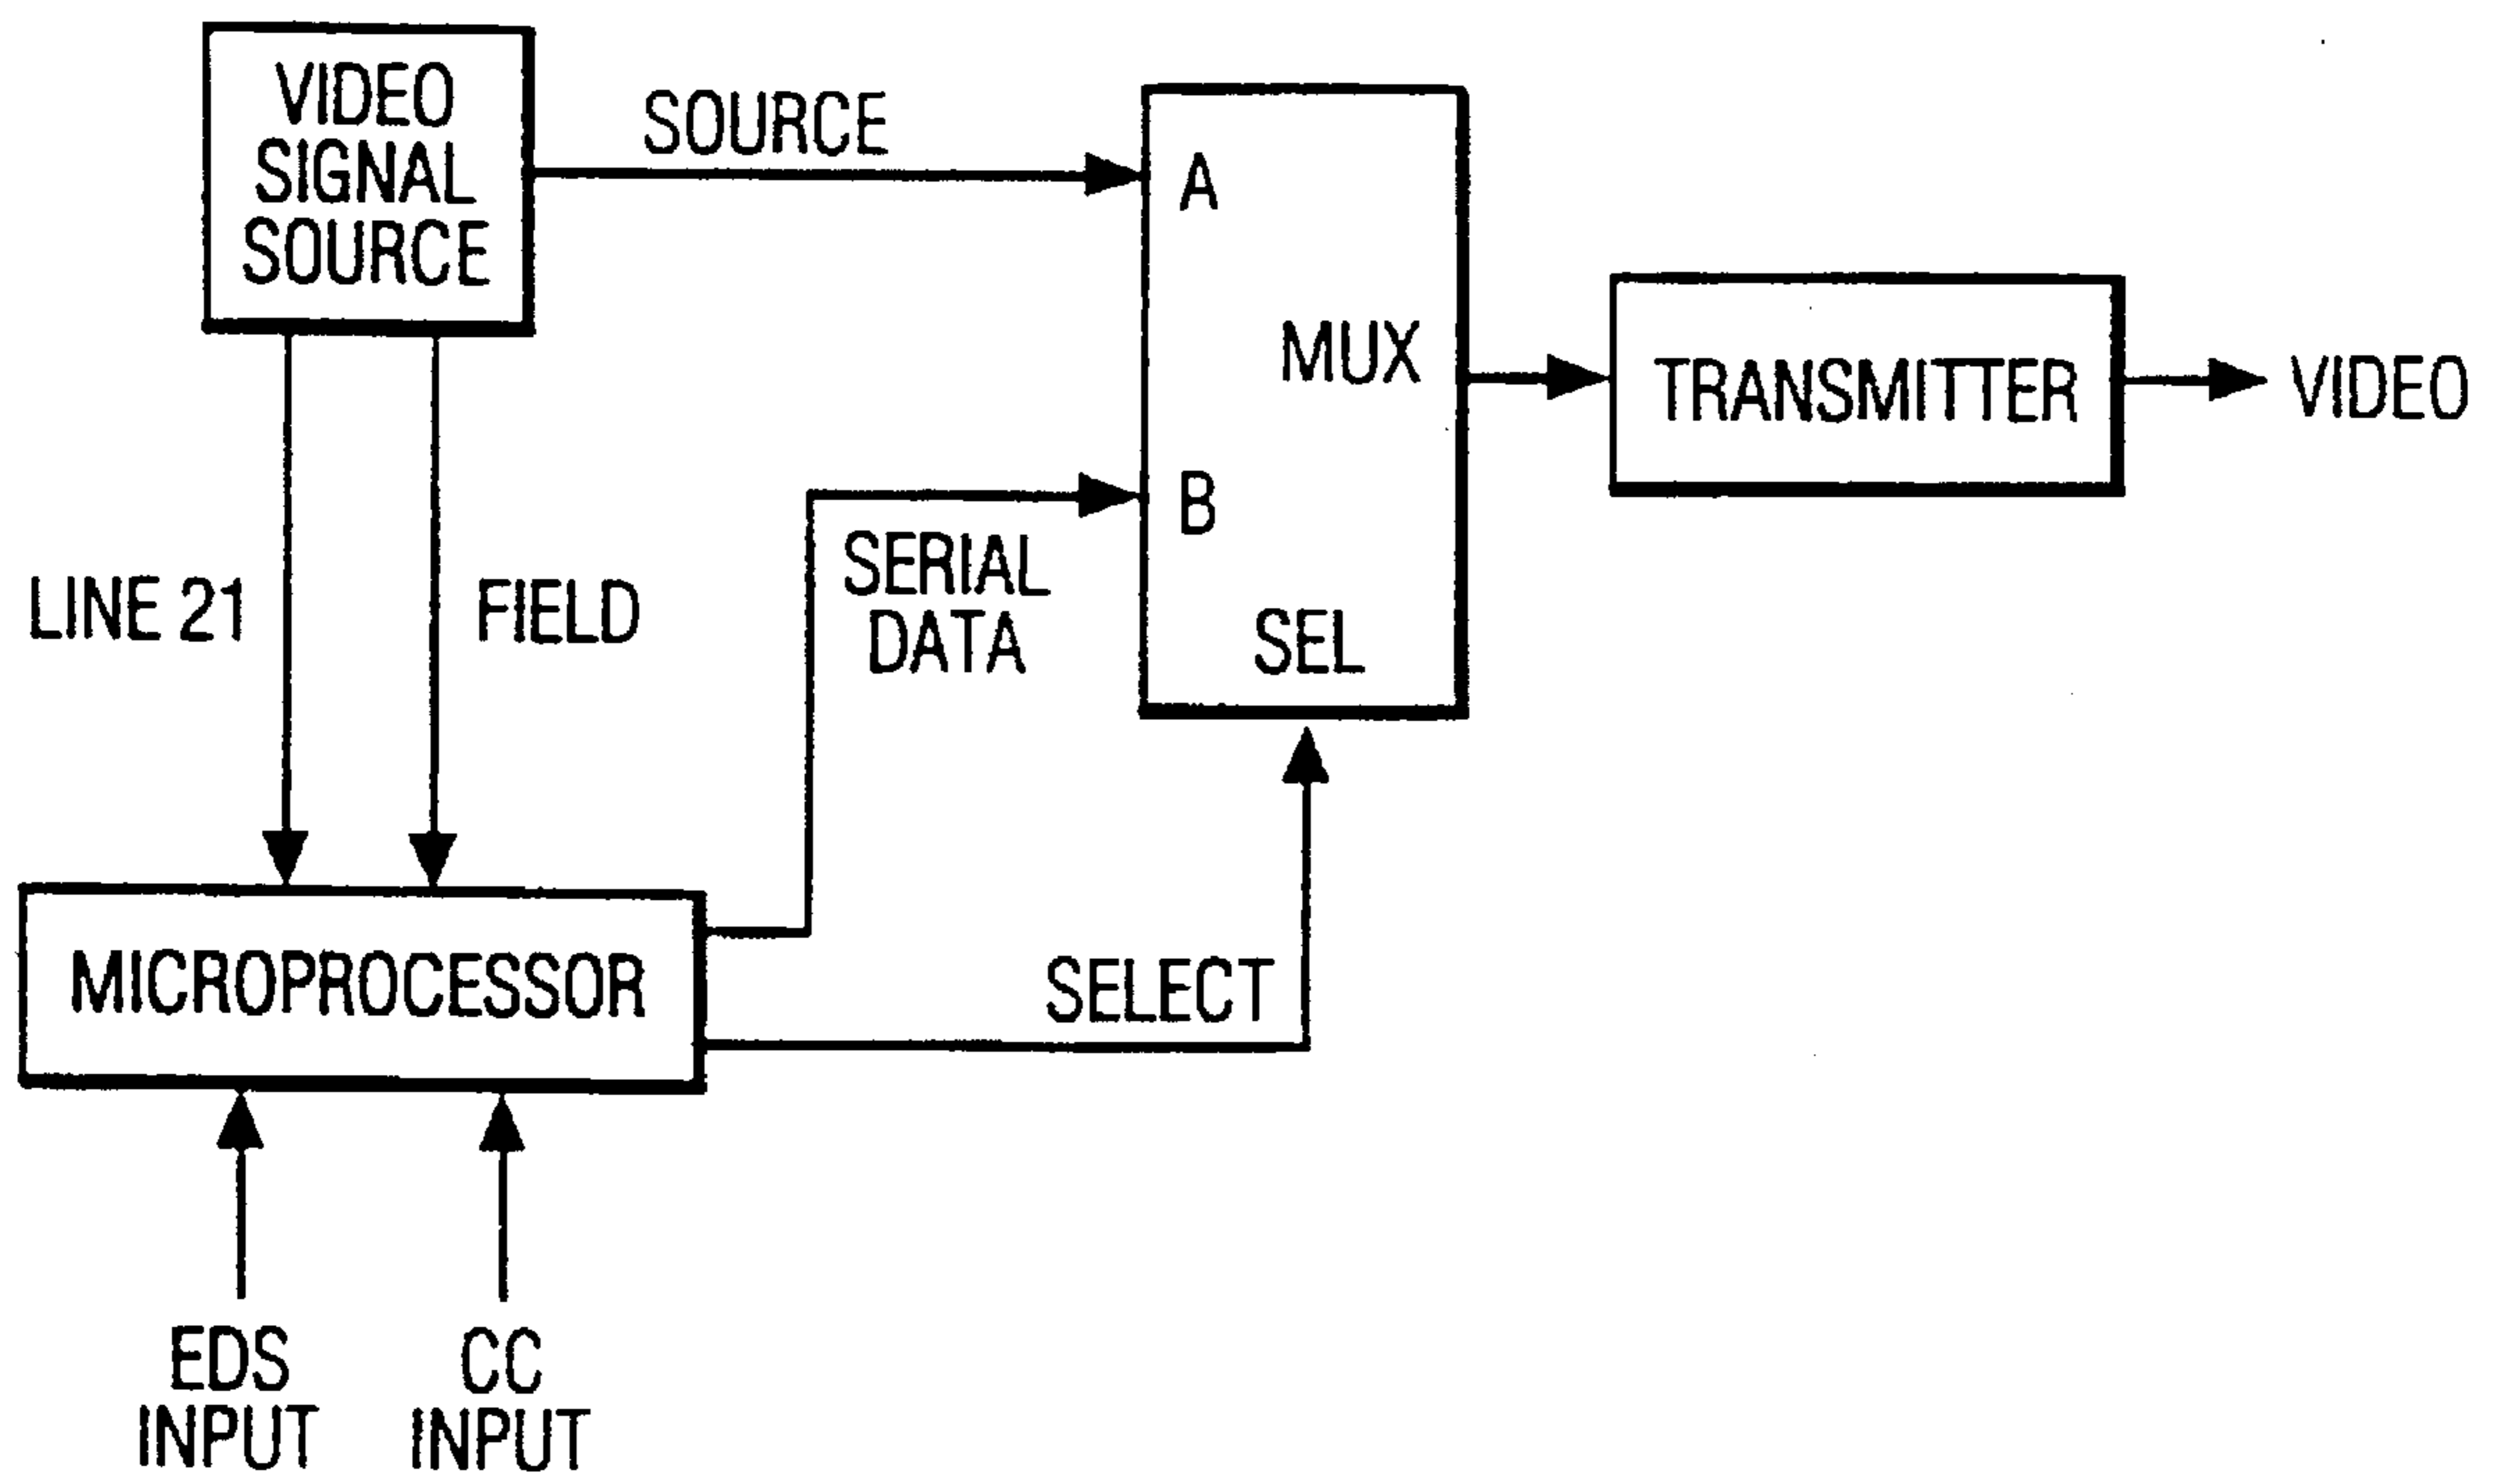 VIDEO
SIGNAL
SOURCE
SOURCE
A
MUX
TRANSMITTER
VIDEO
B
SERIAL
DATA
SEL
LINE 21
FIELD
MICROPROCESSOR
SELECT
EDS
INPUT
CC
INPUT